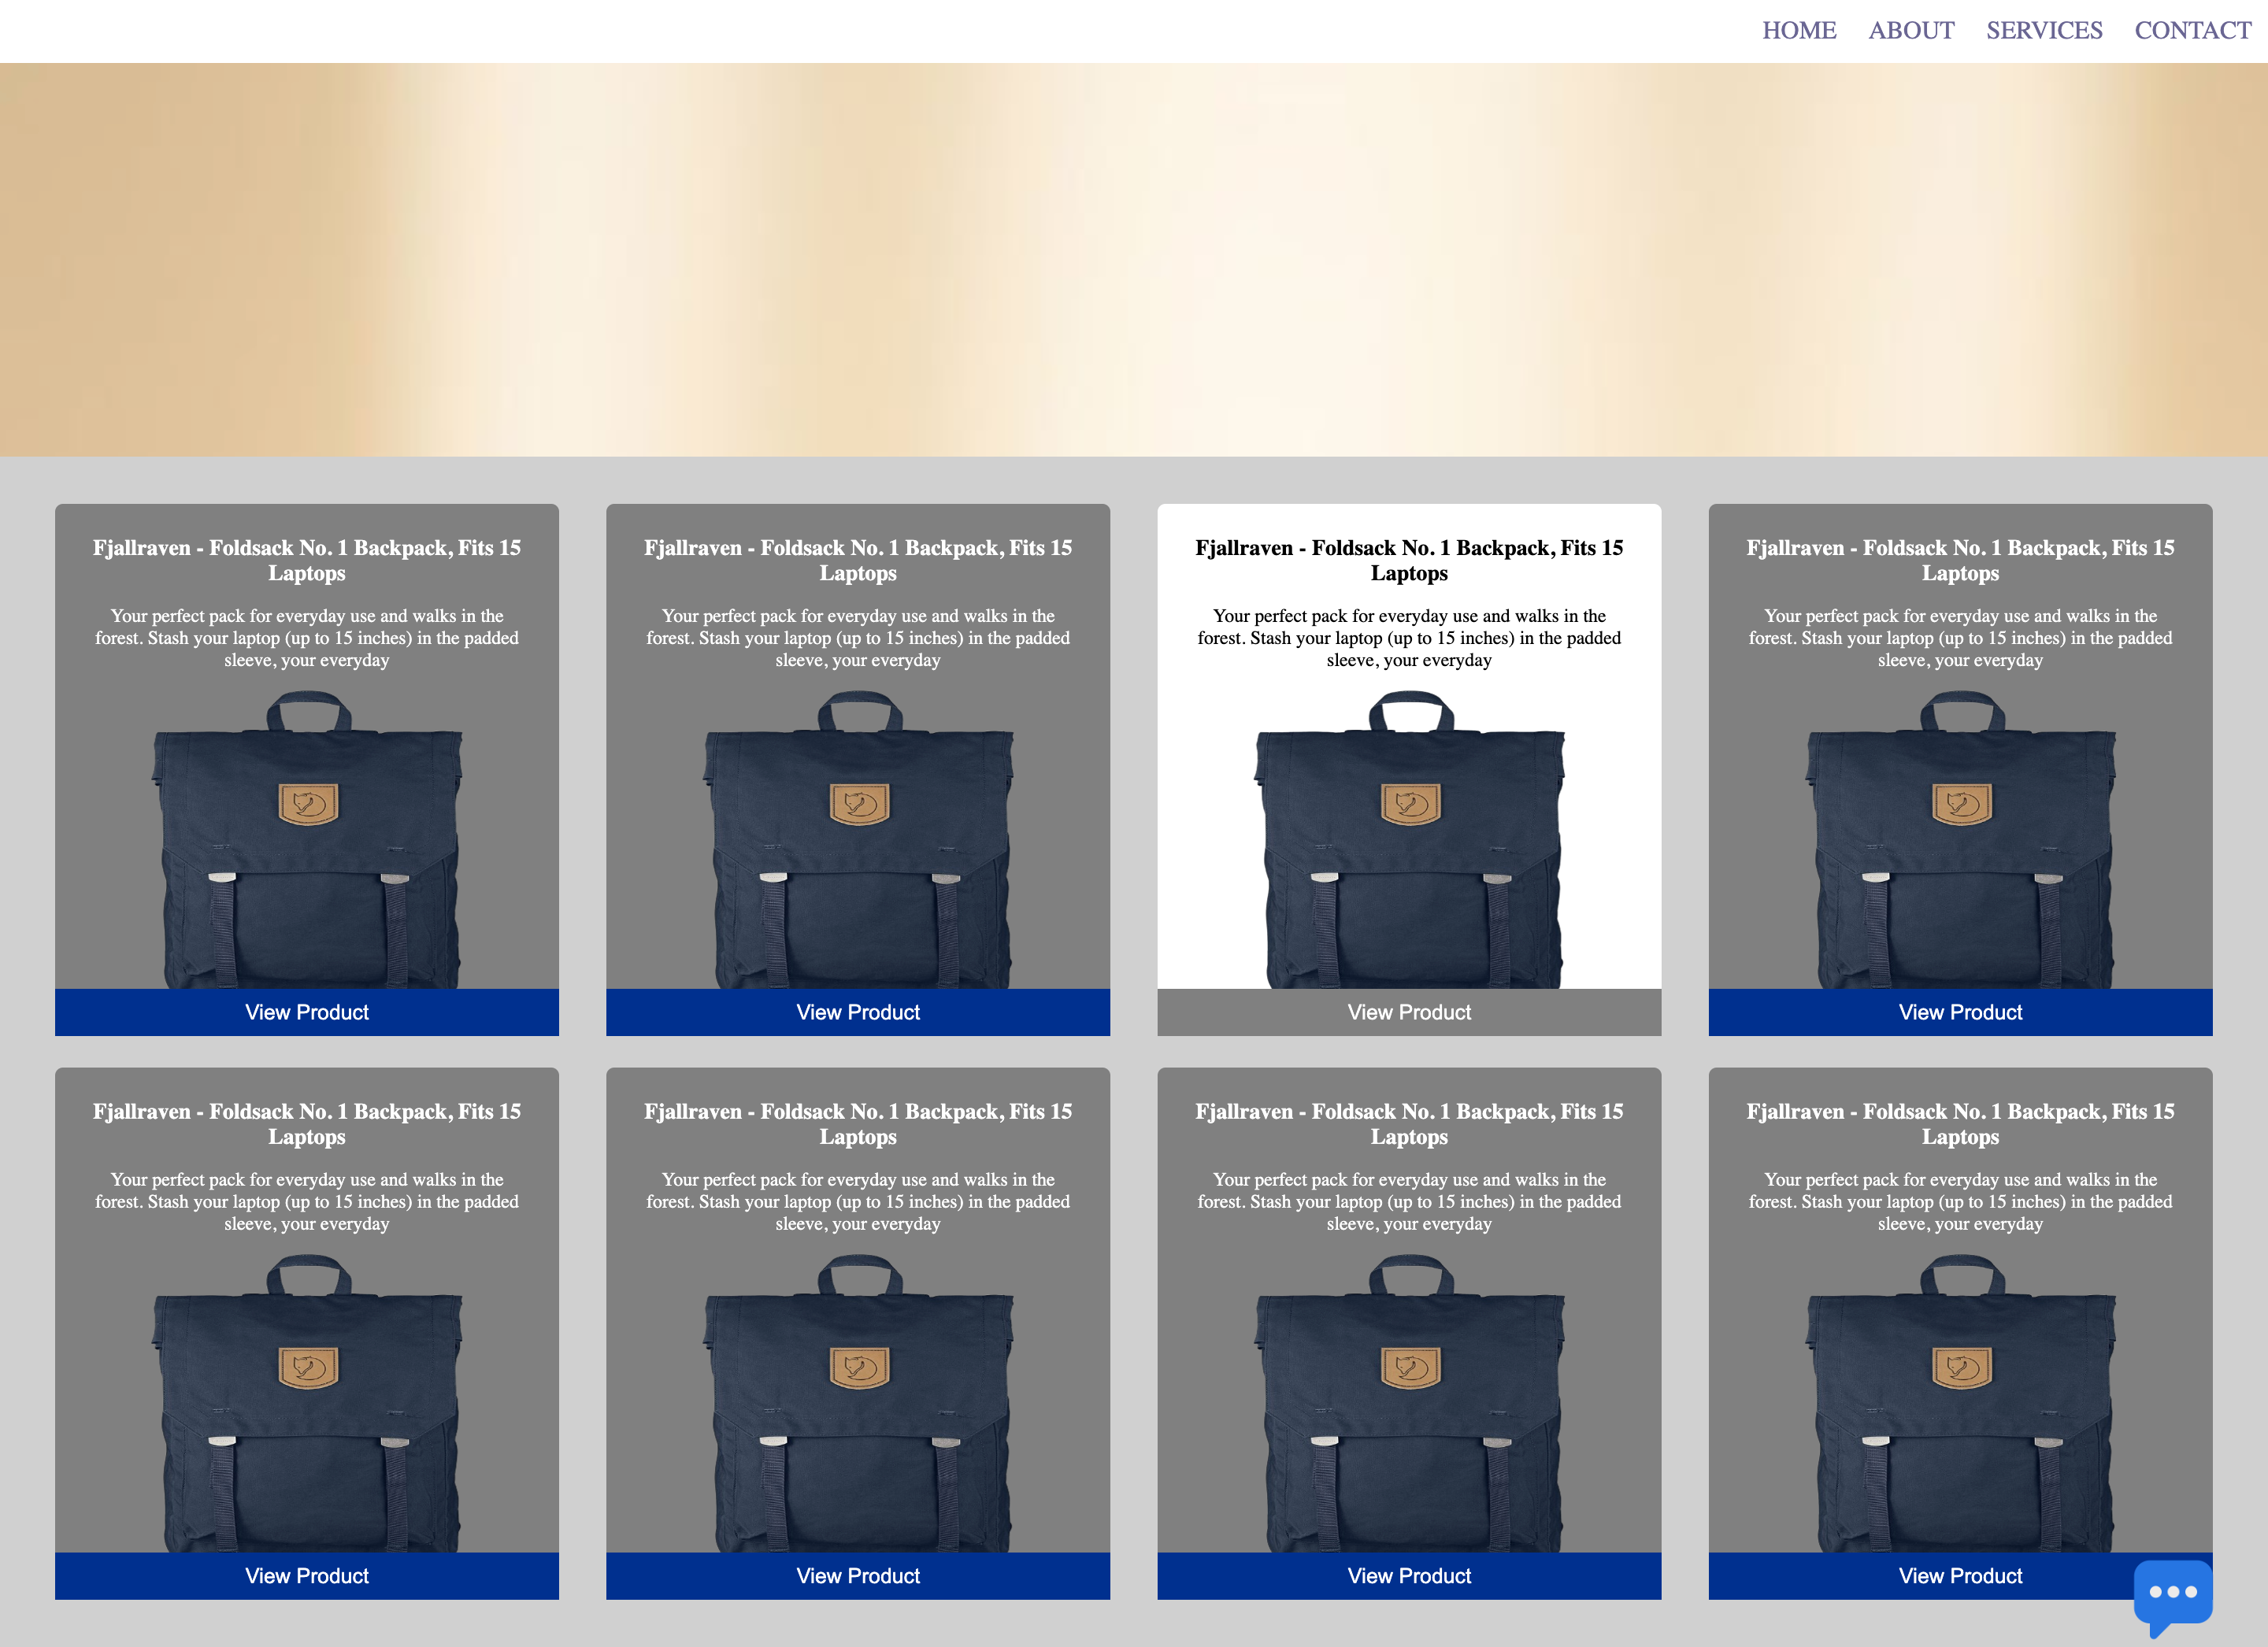 HOME ABOUT SERVICES CONTACT
Fjallraven - Foldsack No. 1 Backpack, Fits 15
Laptops
Your perfect pack for everyday use and walks in the
forest. Stash your laptop (up to 15 inches) in the padded
sleeve, your everyday
View Product
Fjallraven - Foldsack No. 1 Backpack, Fits 15
Laptops
Your perfect pack for everyday use and walks in the
forest. Stash your laptop (up to 15 inches) in the padded
sleeve, your everyday
View Product
Fjallraven - Foldsack No. 1 Backpack, Fits 15
Laptops
Your perfect pack for everyday use and walks in the
forest. Stash your laptop (up to 15 inches) in the padded
sleeve, your everyday
View Product
Fjallraven - Foldsack No. 1 Backpack, Fits 15
Laptops
Your perfect pack for everyday use and walks in the
forest. Stash your laptop (up to 15 inches) in the padded
sleeve, your everyday
View Product
Fjallraven - Foldsack No. 1 Backpack, Fits 15
Laptops
Your perfect pack for everyday use and walks in the
forest. Stash your laptop (up to 15 inches) in the padded
sleeve, your everyday
View Product
Fjallraven - Foldsack No. 1 Backpack, Fits 15
Laptops
Your perfect pack for everyday use and walks in the
forest. Stash your laptop (up to 15 inches) in the padded
sleeve, your everyday
View Product
Fjallraven - Foldsack No. 1 Backpack, Fits 15
Laptops
Your perfect pack for everyday use and walks in the
forest. Stash your laptop (up to 15 inches) in the padded
sleeve, your everyday
View Product
Fjallraven - Foldsack No. 1 Backpack, Fits 15
Laptops
Your perfect pack for everyday use and walks in the
forest. Stash your laptop (up to 15 inches) in the padded
sleeve, your everyday
View Product